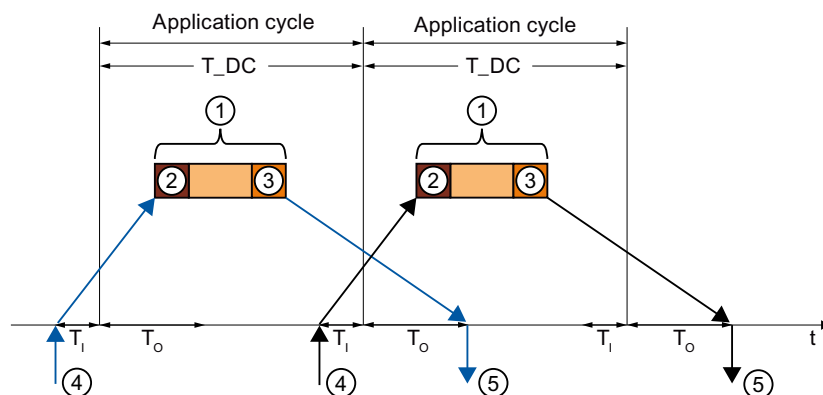 Application cycle Application cycle
T_DC T_DC
① ①
② ③ ② ③
T_I T_O T_I T_O T_I T_O t
④ ④ ⑤ ⑤